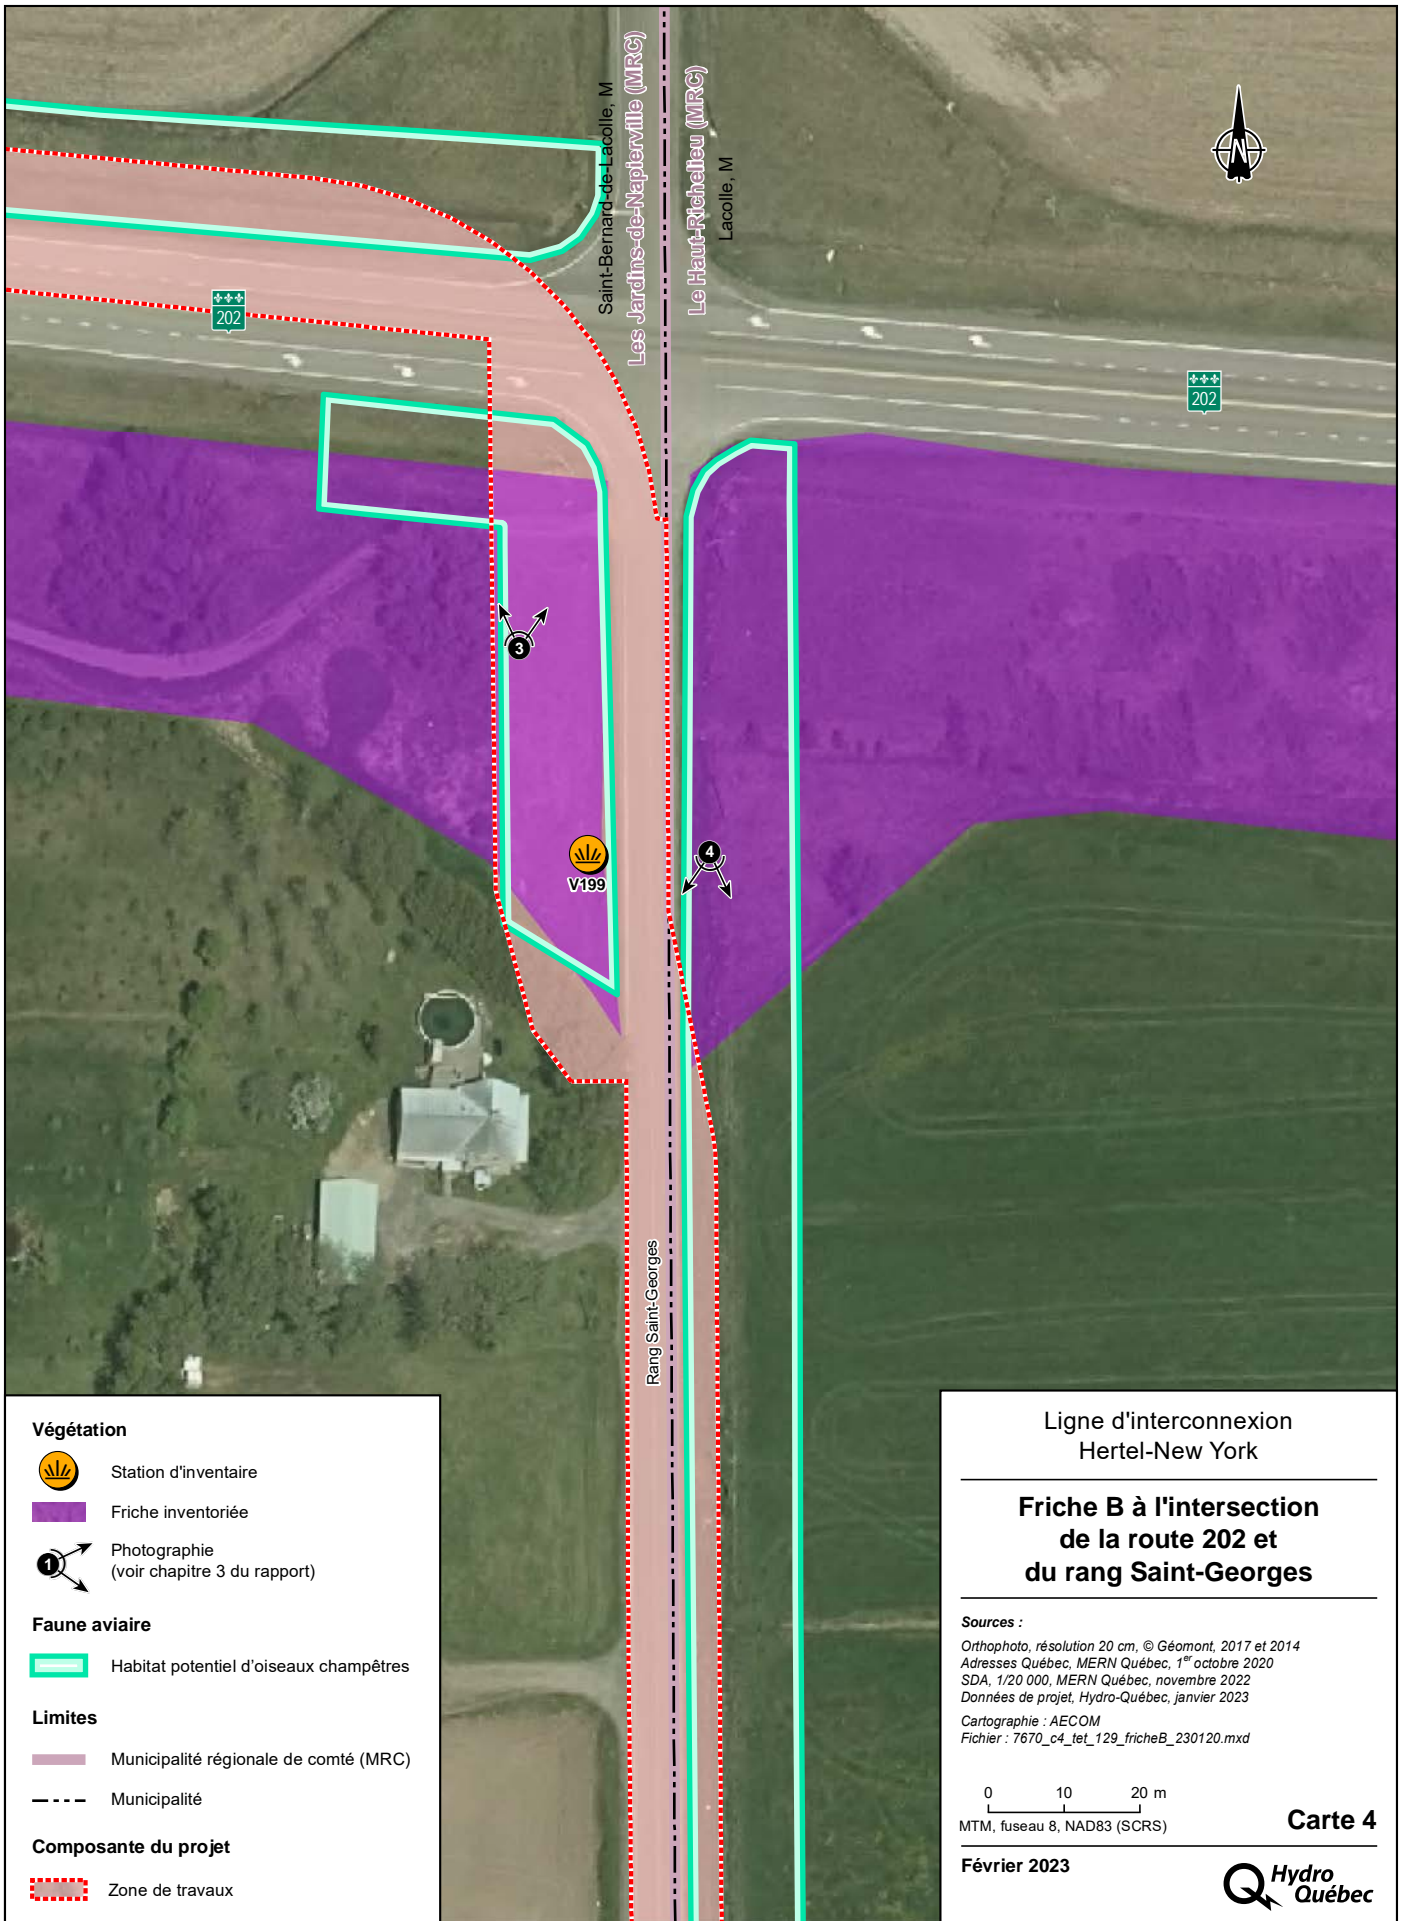 Saint-Bernard-de-Lacolle, M
Les Jardins-de-Napierville (MRC)
Le Haut-Richelieu (MRC)
Lacolle, M
N
202
202
3
4
V199
Rang Saint-Georges
Végétation
Station d'inventaire
Friche inventoriée
1
Photographie
(voir chapitre 3 du rapport)
Faune aviaire
Habitat potentiel d'oiseaux champêtres
Limites
Municipalité régionale de comté (MRC)
Municipalité
Composante du projet
Zone de travaux
Ligne d'interconnexion
Hertel-New York
Friche B à l'intersection
de la route 202 et
du rang Saint-Georges
Sources :
Orthophoto, résolution 20 cm, © Géomont, 2017 et 2014
Adresses Québec, MERN Québec, 1er octobre 2020
SDA, 1/20 000, MERN Québec, novembre 2022
Données de projet, Hydro-Québec, janvier 2023
Cartographie : AECOM
Fichier : 7670_c4_tet_129_fricheB_230120.mxd
0 10 20 m
MTM, fuseau 8, NAD83 (SCRS)
Carte 4
Février 2023
Hydro
Québec